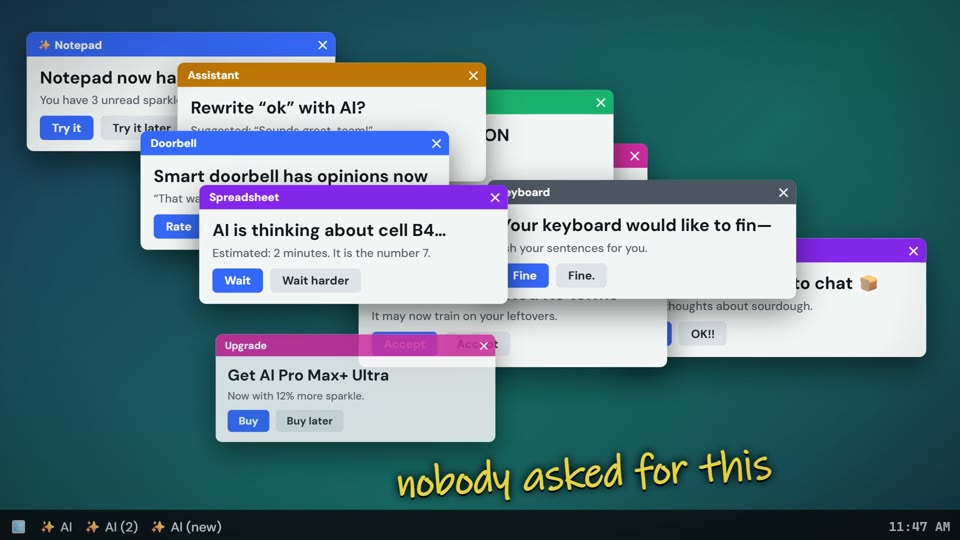 ✨ Notepad
Notepad now ha
You have 3 unread sparkl
Try it
Try it later
Assistant
Rewrite “ok” with AI?
Suggested: “Sounds great, team!”
ON
Doorbell
Smart doorbell has opinions now
“That wa
Rate
Spreadsheet
AI is thinking about cell B4…
Estimated: 2 minutes. It is the number 7.
Wait
Wait harder
eyboard
Your keyboard would like to fin—
sh your sentences for you.
Fine
Fine.
to chat 📦
thoughts about sourdough.
OK!!
It may now train on your leftovers.
Accept
Accept
Upgrade
Get AI Pro Max+ Ultra
Now with 12% more sparkle.
Buy
Buy later
nobody asked for this
✨ AI
✨ AI (2)
✨ AI (new)
11:47 AM